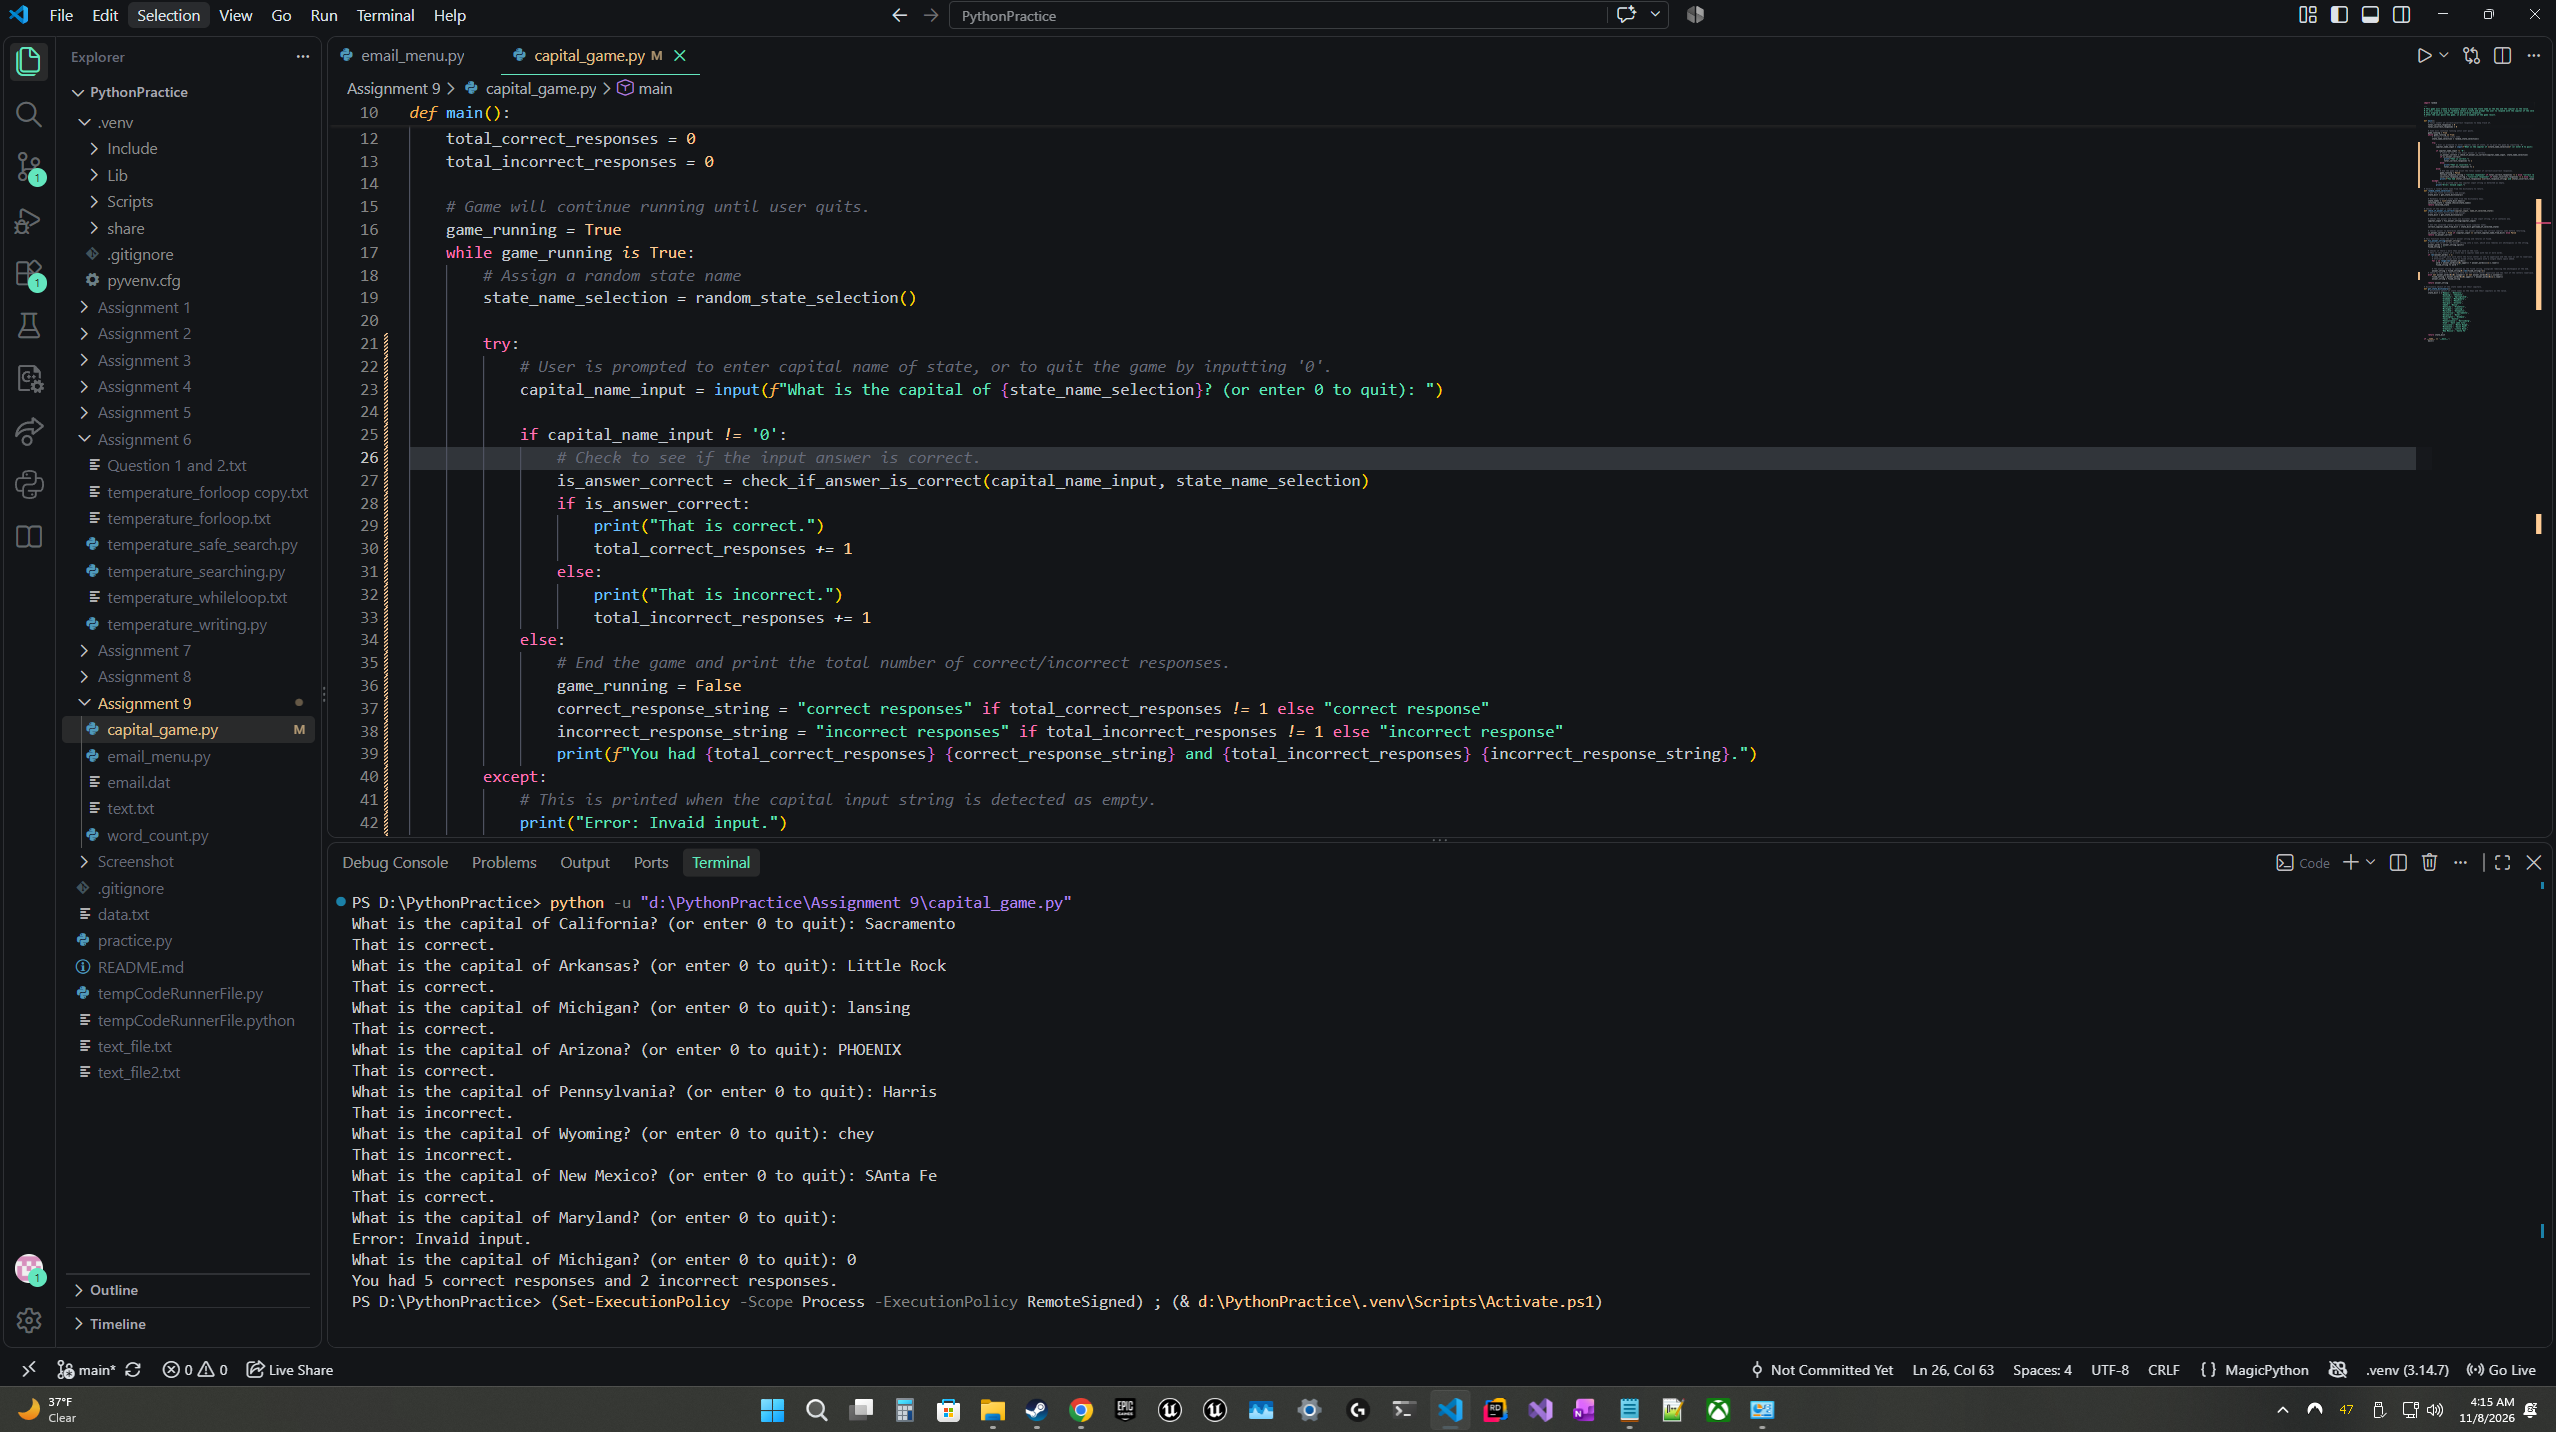 File Edit Selection View Go Run Terminal Help
PythonPractice
Explorer
PythonPractice
.venv
Include
Lib
Scripts
share
.gitignore
pyvenv.cfg
Assignment 1
Assignment 2
Assignment 3
Assignment 4
Assignment 5
Assignment 6
Question 1 and 2.txt
temperature_forloop copy.txt
temperature_forloop.txt
temperature_safe_search.py
temperature_searching.py
temperature_whileloop.txt
temperature_writing.py
Assignment 7
Assignment 8
Assignment 9
capital_game.py M
email_menu.py
email.dat
text.txt
word_count.py
Screenshot
.gitignore
data.txt
practice.py
README.md
tempCodeRunnerFile.py
tempCodeRunnerFile.python
text_file.txt
text_file2.txt
Outline
Timeline
1
1
1
email_menu.py capital_game.py M
Assignment 9 > capital_game.py > main
10 def main():
12 total_correct_responses = 0
13 total_incorrect_responses = 0
14
15 # Game will continue running until user quits.
16 game_running = True
17 while game_running is True:
18 # Assign a random state name
19 state_name_selection = random_state_selection()
20
21 try:
22 # User is prompted to enter capital name of state, or to quit the game by inputting '0'.
23 capital_name_input = input(f"What is the capital of {state_name_selection}? (or enter 0 to quit): ")
24
25 if capital_name_input != '0':
26 # Check to see if the input answer is correct.
27 is_answer_correct = check_if_answer_is_correct(capital_name_input, state_name_selection)
28 if is_answer_correct:
29 print("That is correct.")
30 total_correct_responses += 1
31 else:
32 print("That is incorrect.")
33 total_incorrect_responses += 1
34 else:
35 # End the game and print the total number of correct/incorrect responses.
36 game_running = False
37 correct_response_string = "correct responses" if total_correct_responses != 1 else "correct response"
38 incorrect_response_string = "incorrect responses" if total_incorrect_responses != 1 else "incorrect response"
39 print(f"You had {total_correct_responses} {correct_response_string} and {total_incorrect_responses} {incorrect_response_string}.")
40 except:
41 # This is printed when the capital input string is detected as empty.
42 print("Error: Invaid input.")
Debug Console Problems Output Ports Terminal
Code
PS D:\PythonPractice> python -u "d:\PythonPractice\Assignment 9\capital_game.py"
What is the capital of California? (or enter 0 to quit): Sacramento
That is correct.
What is the capital of Arkansas? (or enter 0 to quit): Little Rock
That is correct.
What is the capital of Michigan? (or enter 0 to quit): lansing
That is correct.
What is the capital of Arizona? (or enter 0 to quit): PHOENIX
That is correct.
What is the capital of Pennsylvania? (or enter 0 to quit): Harris
That is incorrect.
What is the capital of Wyoming? (or enter 0 to quit): chey
That is incorrect.
What is the capital of New Mexico? (or enter 0 to quit): SAnta Fe
That is correct.
What is the capital of Maryland? (or enter 0 to quit):
Error: Invaid input.
What is the capital of Michigan? (or enter 0 to quit): 0
You had 5 correct responses and 2 incorrect responses.
PS D:\PythonPractice> (Set-ExecutionPolicy -Scope Process -ExecutionPolicy RemoteSigned) ; (& d:\PythonPractice\.venv\Scripts\Activate.ps1)
main* 0 0 Live Share
Not Committed Yet Ln 26, Col 63 Spaces: 4 UTF-8 CRLF {} MagicPython .venv (3.14.7) Go Live
37°F
Clear
EPIC GAMES
RD
47
4:15 AM
11/8/2026